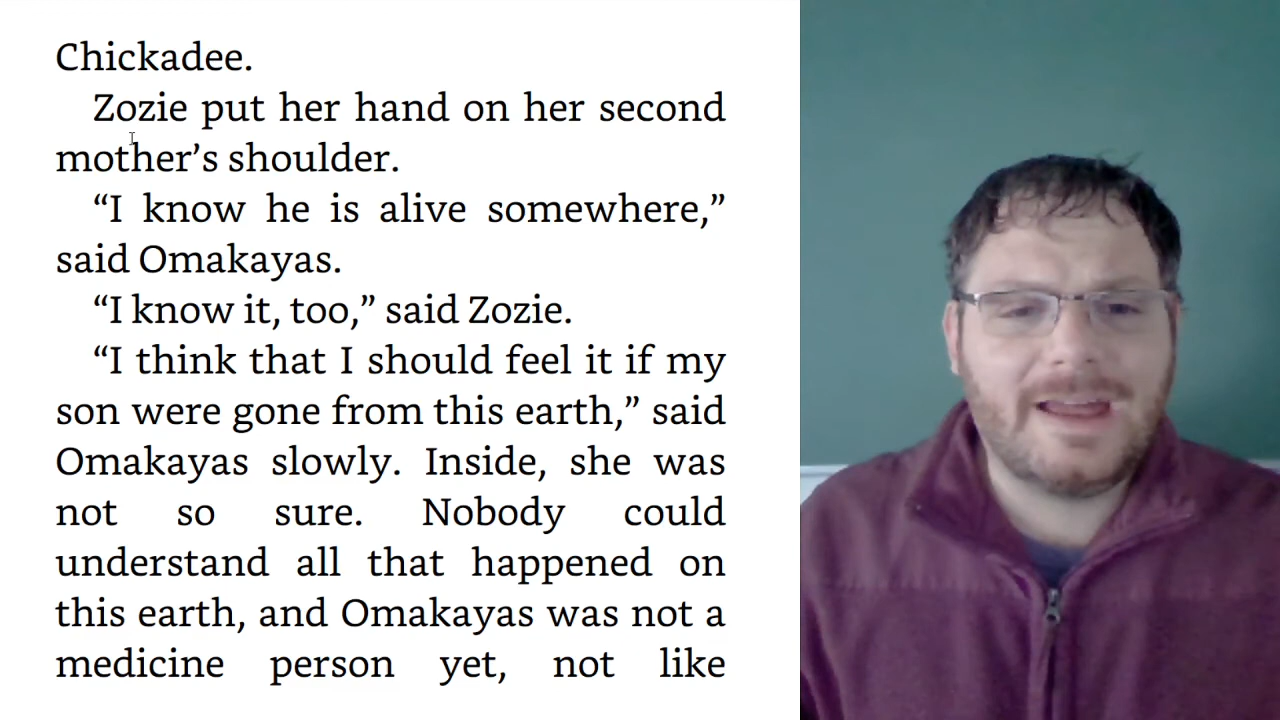 Chickadee.
Zozie put her hand on her second
mother’s shoulder.
“I know he is alive somewhere,”
said Omakayas.
“I know it, too,” said Zozie.
“I think that I should feel it if my
son were gone from this earth,” said
Omakayas slowly. Inside, she was
not so sure. Nobody could
understand all that happened on
this earth, and Omakayas was not a
medicine person yet, not like